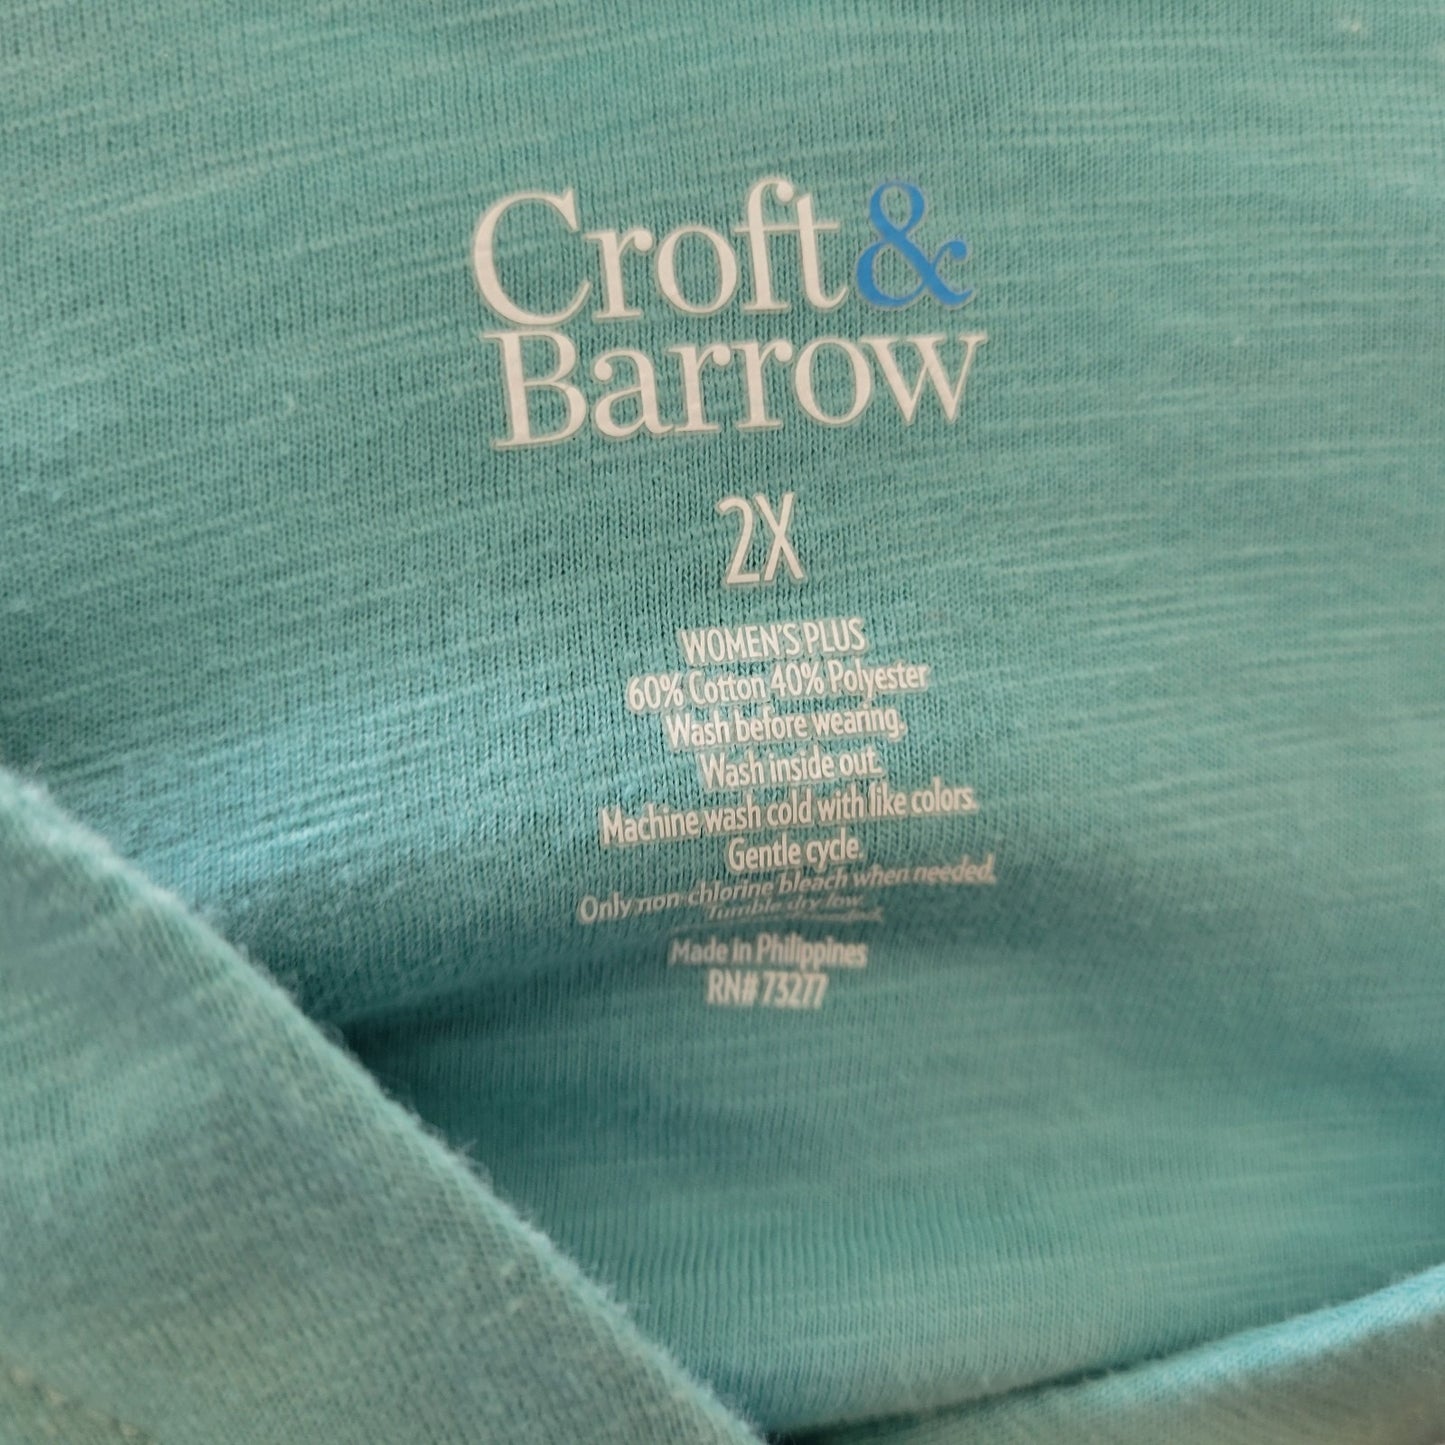 Croft &
Barrow
2X
WOMEN'S PLUS
60% Cotton 40% Polyester
Wash before wearing.
Wash inside out.
Machine wash cold with like colors.
Gentle cycle.
Only non-chlorine bleach when needed.
Tumble dry low.
Made in Philippines
RN# 73277